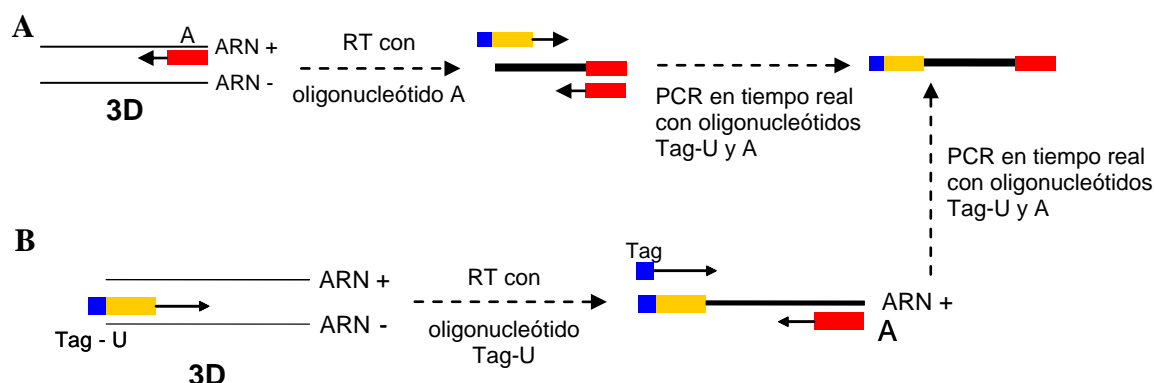 A
A
ARN +
ARN -
3D
RT con
oligonucleótido A
PCR en tiempo real
con oligonucleótidos
Tag-U y A
PCR en tiempo real
con oligonucleótidos
Tag-U y A
B
ARN +
ARN -
Tag - U
3D
RT con
oligonucleótido
Tag-U
Tag
ARN +
A